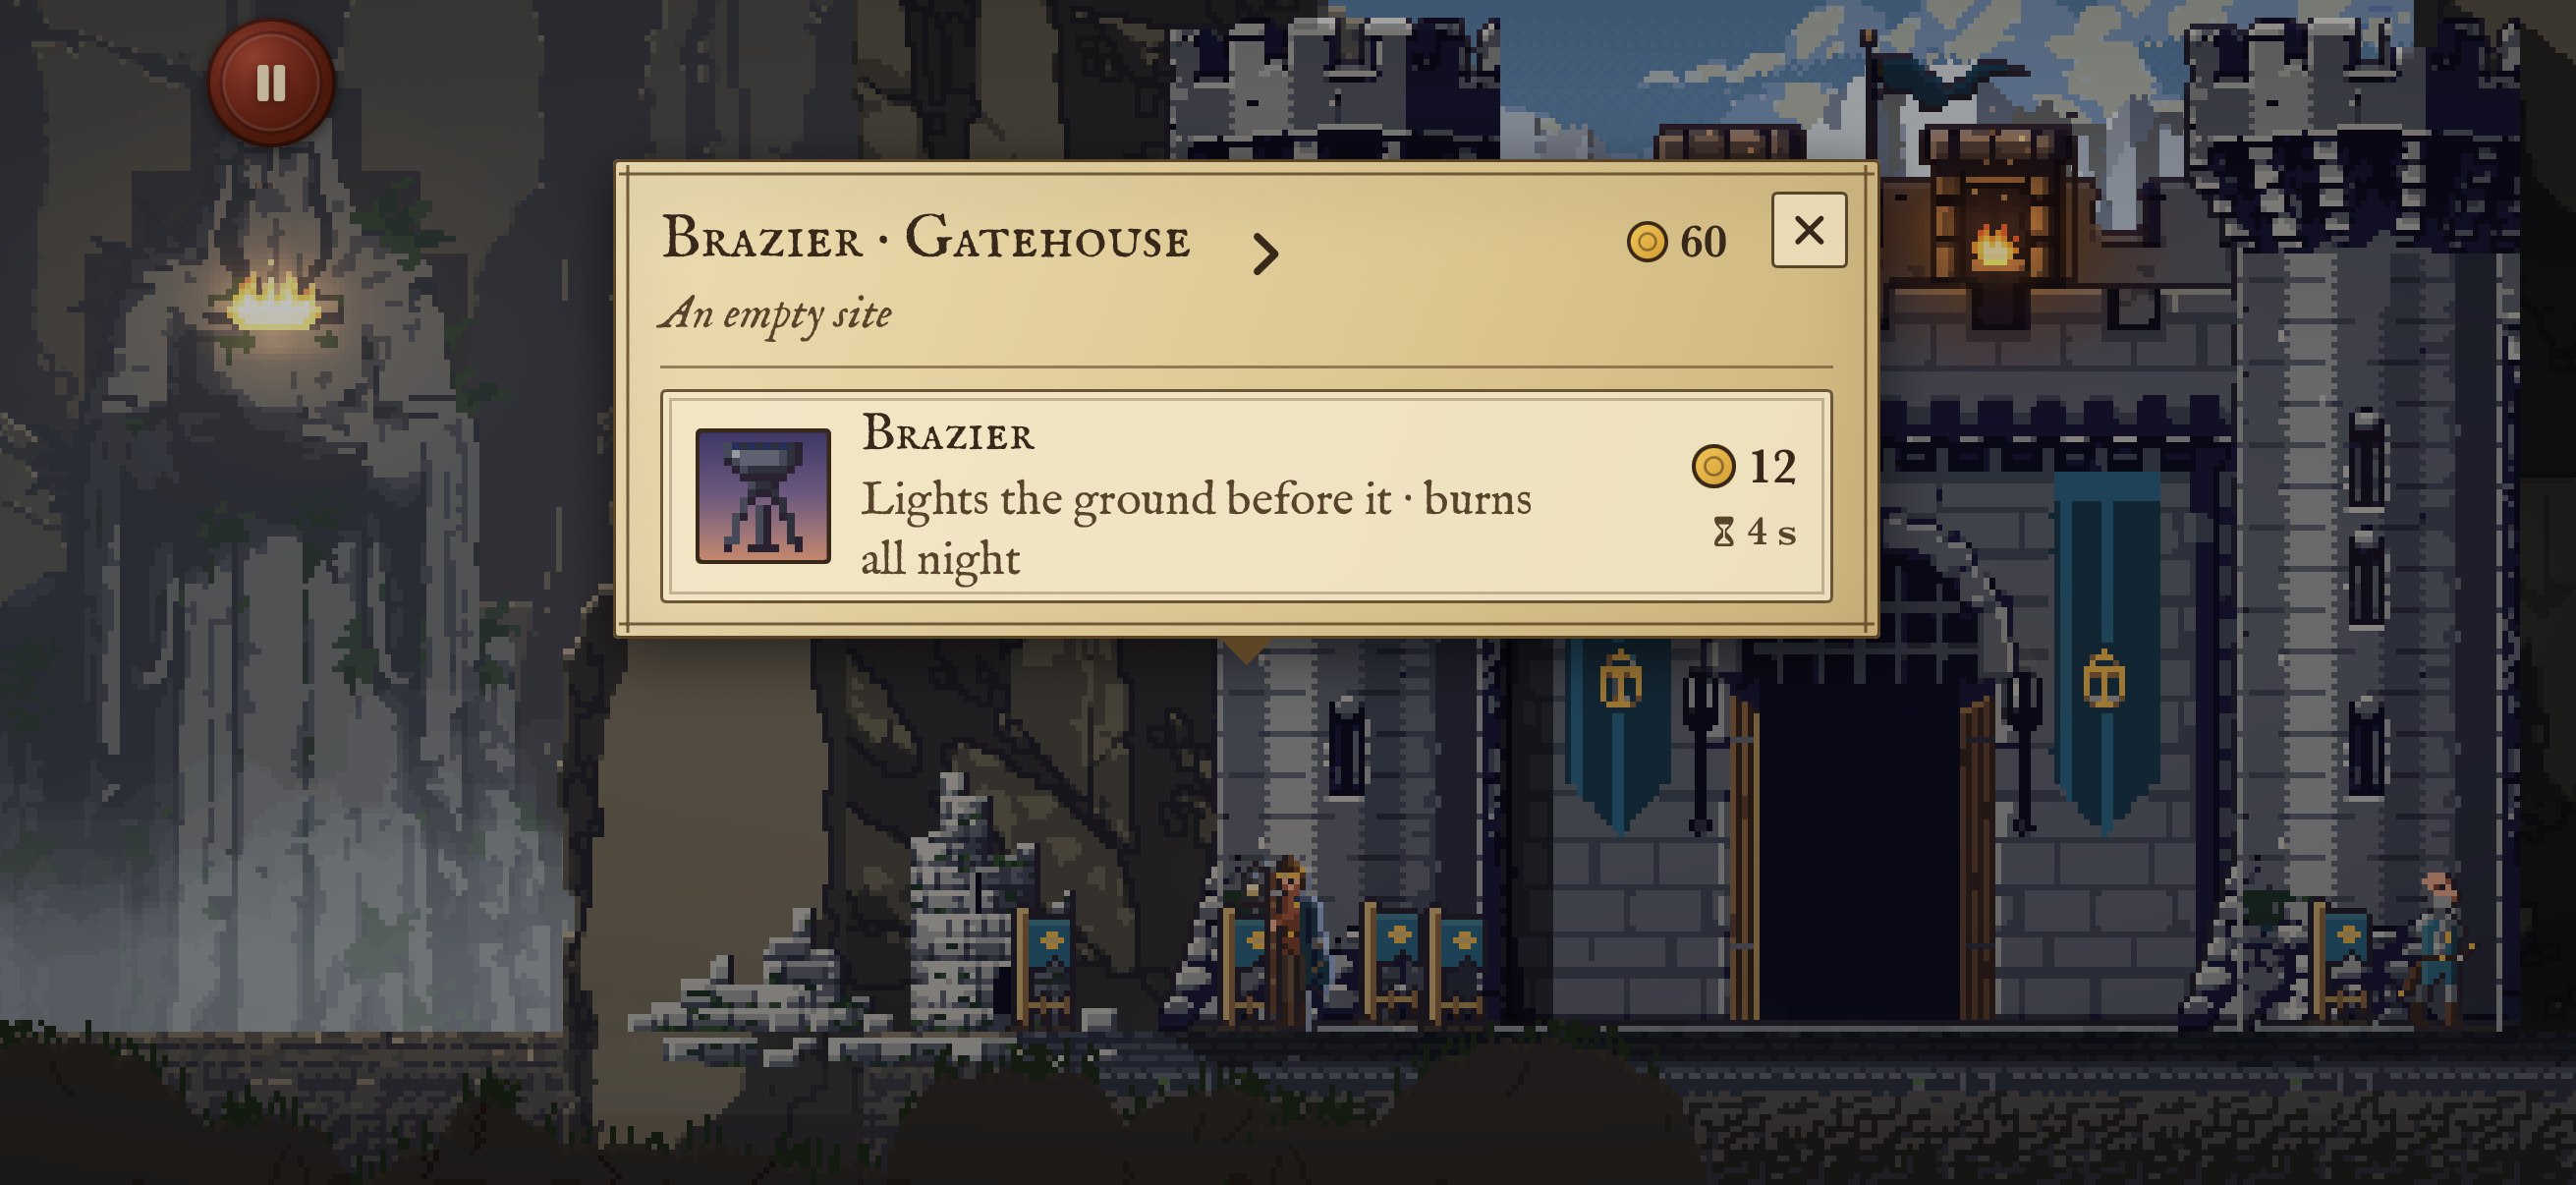 Brazier · Gatehouse
60
An empty site
Brazier
Lights the ground before it · burns
all night
12
4 s